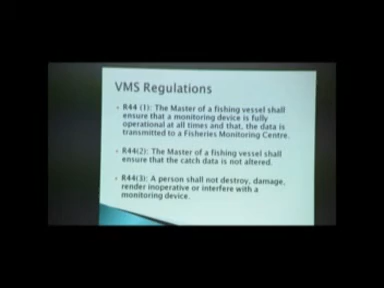 VMS Regulations
R44 (1): The Master of a fishing vessel shall
ensure that a monitoring device is fully
operational at all times and that, the data is
transmitted to a Fisheries Monitoring Centre.
R44(2): The Master of a fishing vessel shall
ensure that the catch data is not altered.
R44(3): A person shall not destroy, damage,
render inoperative or interfere with a
monitoring device.